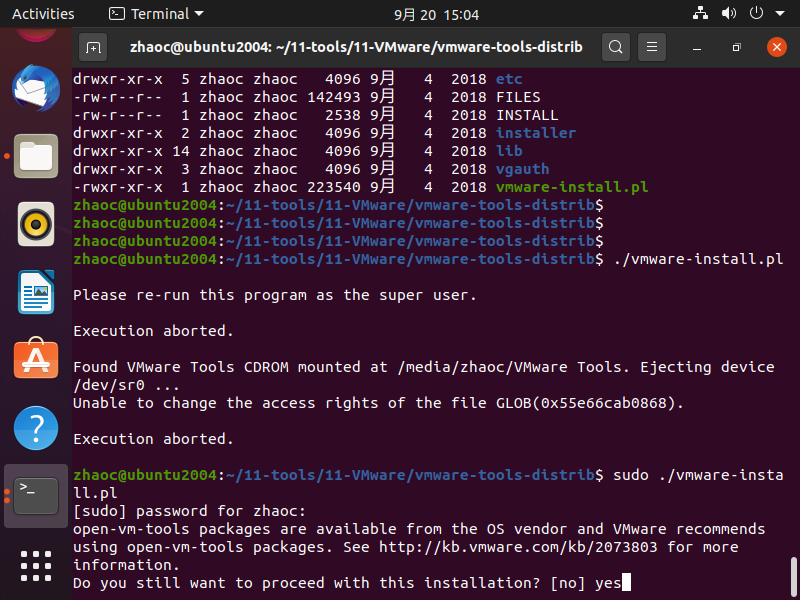 Activities Terminal 9月 20 15:04
zhaoc@ubuntu2004: ~/11-tools/11-VMware/vmware-tools-distrib
drwxr-xr-x 5 zhaoc zhaoc 4096 9月 4 2018 etc
-rw-r--r-- 1 zhaoc zhaoc 142493 9月 4 2018 FILES
-rw-r--r-- 1 zhaoc zhaoc 2538 9月 4 2018 INSTALL
drwxr-xr-x 2 zhaoc zhaoc 4096 9月 4 2018 installer
drwxr-xr-x 14 zhaoc zhaoc 4096 9月 4 2018 lib
drwxr-xr-x 3 zhaoc zhaoc 4096 9月 4 2018 vgauth
-rwxr-xr-x 1 zhaoc zhaoc 223540 9月 4 2018 vmware-install.pl
zhaoc@ubuntu2004:~/11-tools/11-VMware/vmware-tools-distrib$
zhaoc@ubuntu2004:~/11-tools/11-VMware/vmware-tools-distrib$
zhaoc@ubuntu2004:~/11-tools/11-VMware/vmware-tools-distrib$
zhaoc@ubuntu2004:~/11-tools/11-VMware/vmware-tools-distrib$ ./vmware-install.pl
Please re-run this program as the super user.
Execution aborted.
Found VMware Tools CDROM mounted at /media/zhaoc/VMware Tools. Ejecting device
/dev/sr0 ...
Unable to change the access rights of the file GLOB(0x55e66cab0868).
Execution aborted.
zhaoc@ubuntu2004:~/11-tools/11-VMware/vmware-tools-distrib$ sudo ./vmware-insta
ll.pl
[sudo] password for zhaoc:
open-vm-tools packages are available from the OS vendor and VMware recommends
using open-vm-tools packages. See http://kb.vmware.com/kb/2073803 for more
information.
Do you still want to proceed with this installation? [no] yes